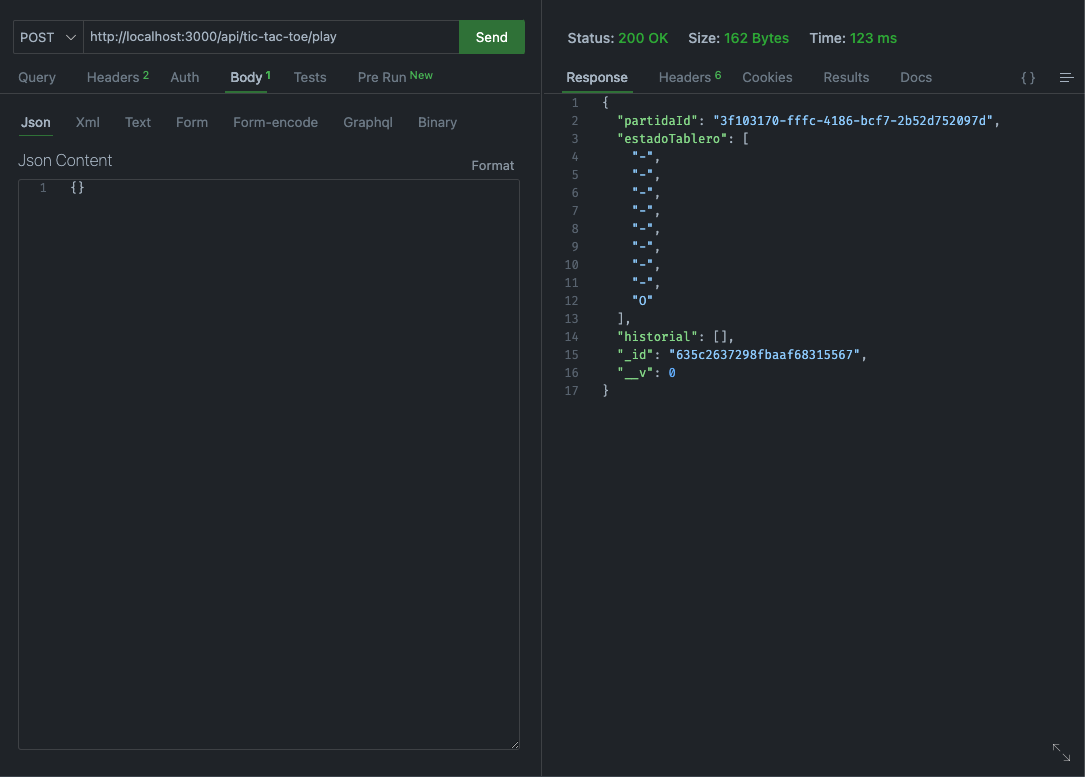 POST http://localhost:3000/api/tic-tac-toe/play Send
Query Headers 2 Auth Body 1 Tests Pre Run New
Json Xml Text Form Form-encode Graphql Binary
Json Content Format
1 {}
Status: 200 OK Size: 162 Bytes Time: 123 ms
Response Headers 6 Cookies Results Docs { }
1 {
2 "partidaId": "3f103170-fffc-4186-bcf7-2b52d752097d",
3 "estadoTablero": [
4 "-",
5 "-",
6 "-",
7 "-",
8 "-",
9 "-",
10 "-",
11 "-",
12 "O"
13 ],
14 "historial": [],
15 "_id": "635c2637298fbaaf68315567",
16 "__v": 0
17 }